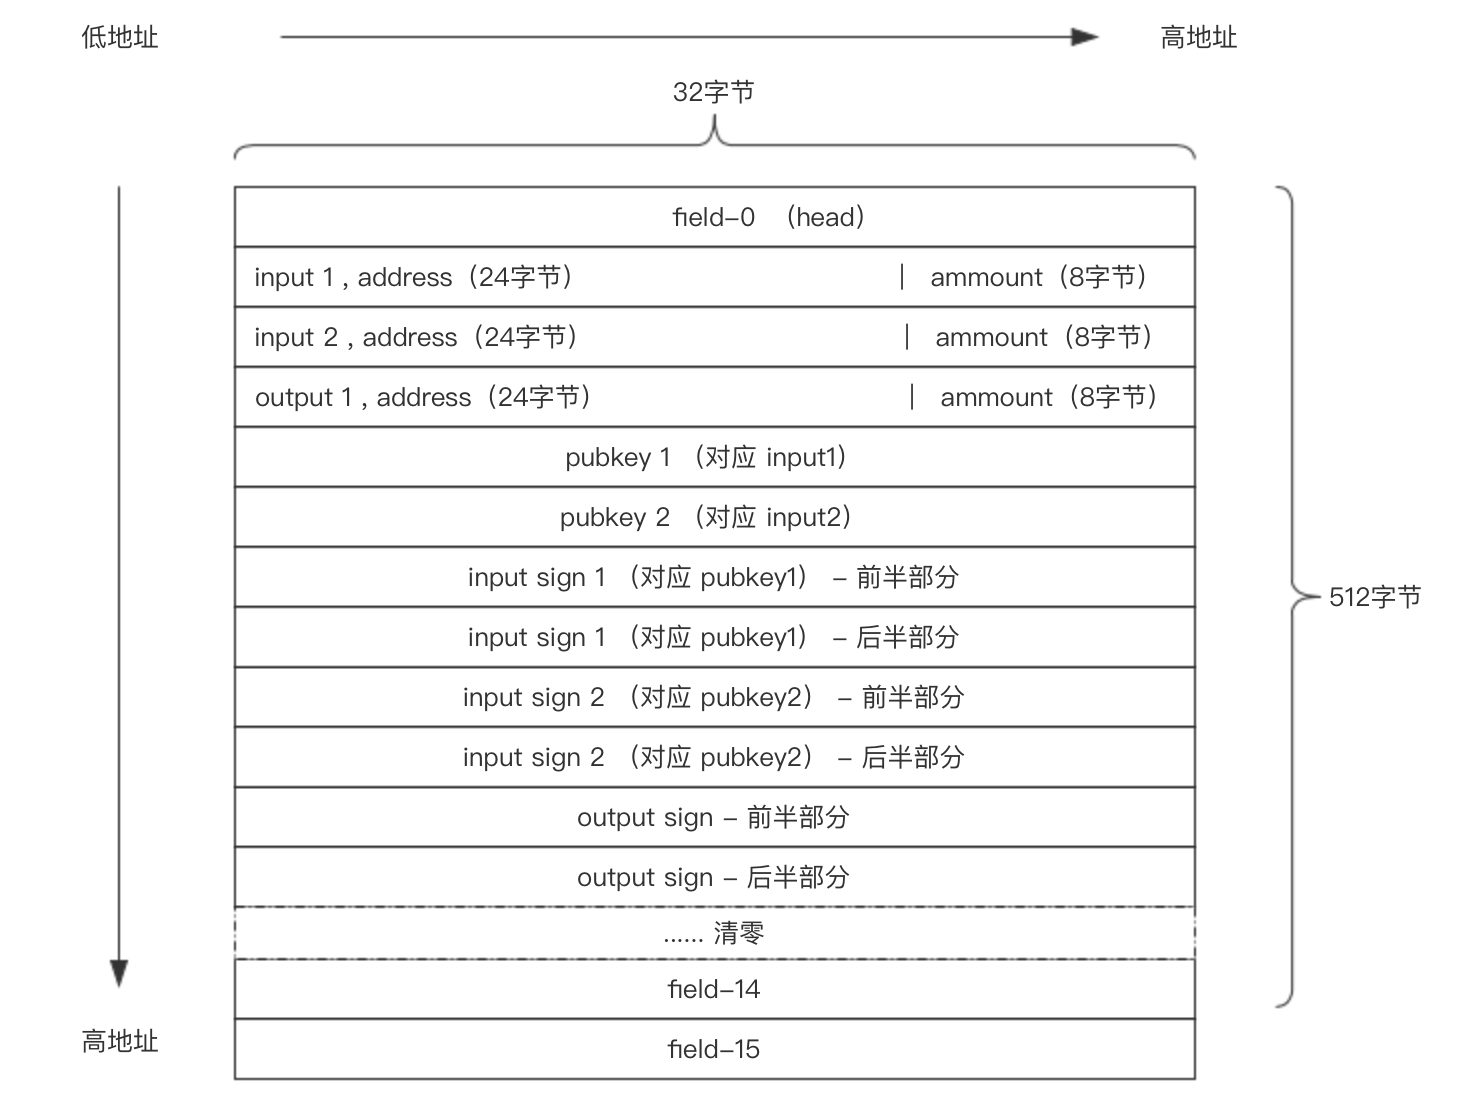 低地址 高地址
32字节
field-0 （head）
input 1 , address（24字节） | ammount（8字节）
input 2 , address（24字节） | ammount（8字节）
output 1 , address（24字节） | ammount（8字节）
pubkey 1 （对应 input1）
pubkey 2 （对应 input2）
input sign 1 （对应 pubkey1） - 前半部分
input sign 1 （对应 pubkey1） - 后半部分
512字节
input sign 2 （对应 pubkey2） - 前半部分
input sign 2 （对应 pubkey2） - 后半部分
output sign - 前半部分
output sign - 后半部分
...... 清零
field-14
高地址
field-15